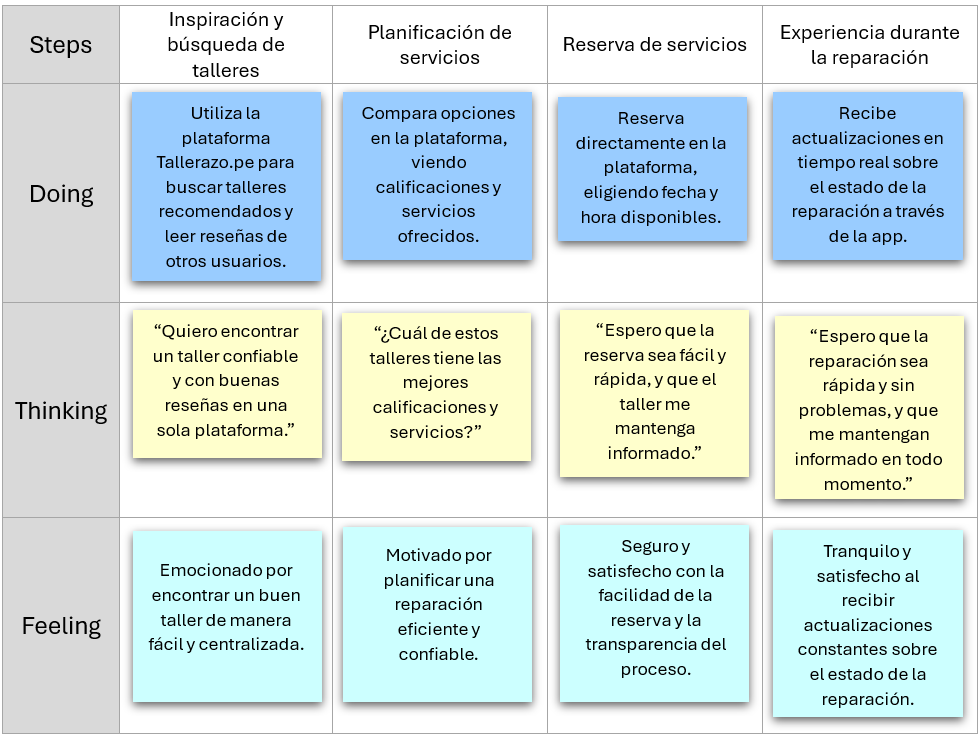 Steps
Inspiración y
búsqueda de
talleres
Planificación de
servicios
Reserva de servicios
Experiencia durante
la reparación
Doing
Utiliza la
plataforma
Tallerazo.pe para
buscar talleres
recomendados y
leer reseñas de
otros usuarios.
Compara opciones
en la plataforma,
viendo
calificaciones y
servicios
ofrecidos.
Reserva
directamente en la
plataforma,
eligiendo fecha y
hora disponibles.
Recibe
actualizaciones en
tiempo real sobre
el estado de la
reparación a través
de la app.
Thinking
“Quiero encontrar
un taller confiable
y con buenas
reseñas en una
sola plataforma.”
“¿Cuál de estos
talleres tiene las
mejores
calificaciones y
servicios?”
“Espero que la
reserva sea fácil y
rápida, y que el
taller me
mantenga
informado.”
“Espero que la
reparación sea
rápida y sin
problemas, y que
me mantengan
informado en todo
momento.”
Feeling
Emocionado por
encontrar un buen
taller de manera
fácil y centralizada.
Motivado por
planificar una
reparación
eficiente y
confiable.
Seguro y
satisfecho con la
facilidad de la
reserva y la
transparencia del
proceso.
Tranquilo y
satisfecho al
recibir
actualizaciones
constantes sobre
el estado de la
reparación.